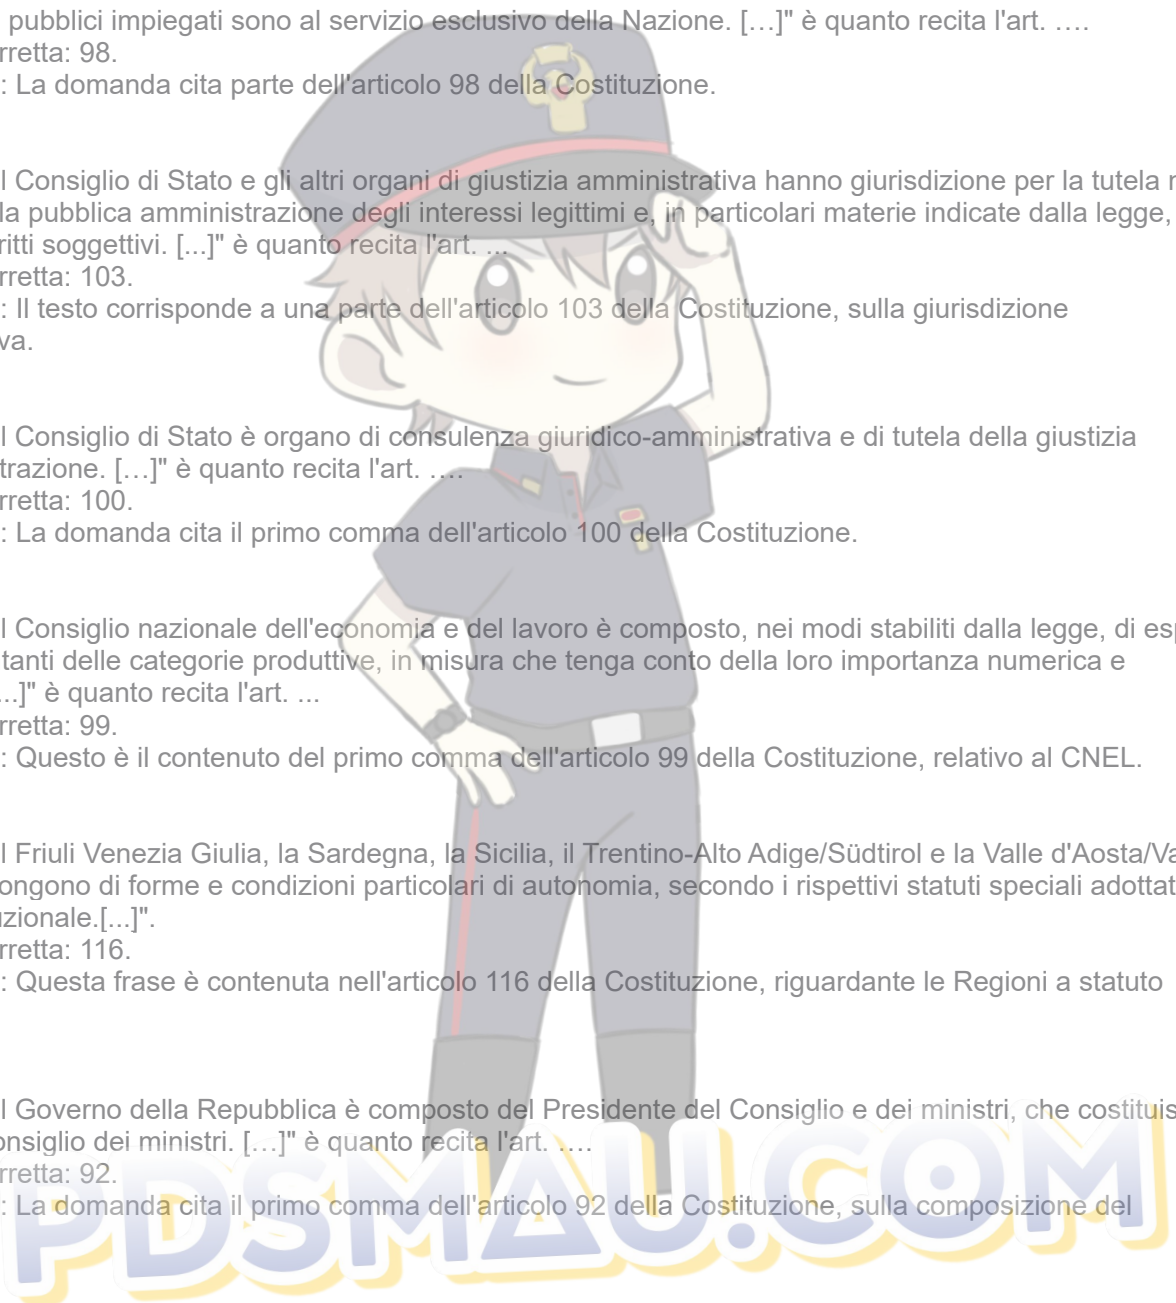 pubblici impiegati sono al servizio esclusivo della Nazione. […]" è quanto recita l'art. ….
rretta: 98.
: La domanda cita parte dell'articolo 98 della Costituzione.
l Consiglio di Stato e gli altri organi di giustizia amministrativa hanno giurisdizione per la tutela n
la pubblica amministrazione degli interessi legittimi e, in particolari materie indicate dalla legge,
ritti soggettivi. [...]" è quanto recita l'art. ...
rretta: 103.
: Il testo corrisponde a una parte dell'articolo 103 della Costituzione, sulla giurisdizione
va.
l Consiglio di Stato è organo di consulenza giuridico-amministrativa e di tutela della giustizia
trazione. […]" è quanto recita l'art. ….
rretta: 100.
: La domanda cita il primo comma dell'articolo 100 della Costituzione.
l Consiglio nazionale dell'economia e del lavoro è composto, nei modi stabiliti dalla legge, di esp
tanti delle categorie produttive, in misura che tenga conto della loro importanza numerica e
...]" è quanto recita l'art. ...
rretta: 99.
: Questo è il contenuto del primo comma dell'articolo 99 della Costituzione, relativo al CNEL.
l Friuli Venezia Giulia, la Sardegna, la Sicilia, il Trentino-Alto Adige/Südtirol e la Valle d'Aosta/Va
ongono di forme e condizioni particolari di autonomia, secondo i rispettivi statuti speciali adottat
uzionale.[...]".
rretta: 116.
: Questa frase è contenuta nell'articolo 116 della Costituzione, riguardante le Regioni a statuto
l Governo della Repubblica è composto del Presidente del Consiglio e dei ministri, che costituis
onsiglio dei ministri. […]" è quanto recita l'art. ….
rretta: 92.
: La domanda cita il primo comma dell'articolo 92 della Costituzione, sulla composizione del
PDSMAU.COM